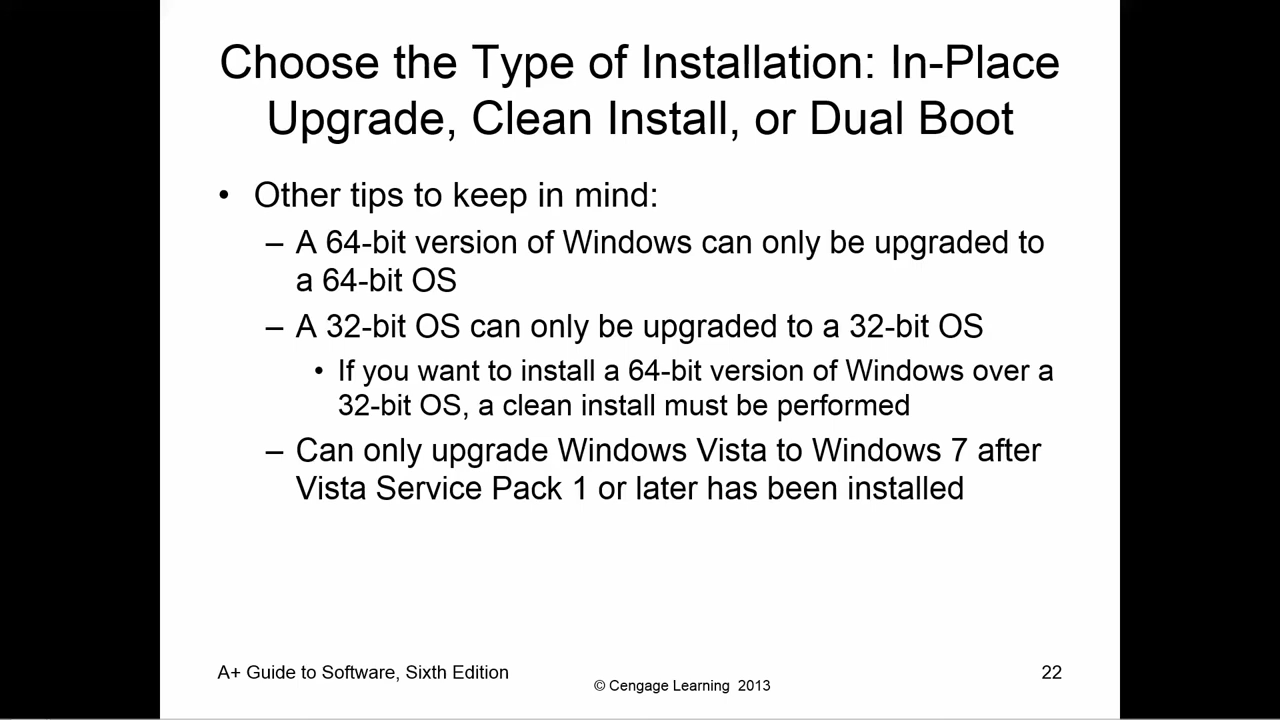 Choose the Type of Installation: In-Place
Upgrade, Clean Install, or Dual Boot
• Other tips to keep in mind:
– A 64-bit version of Windows can only be upgraded to
a 64-bit OS
– A 32-bit OS can only be upgraded to a 32-bit OS
• If you want to install a 64-bit version of Windows over a
32-bit OS, a clean install must be performed
– Can only upgrade Windows Vista to Windows 7 after
Vista Service Pack 1 or later has been installed
A+ Guide to Software, Sixth Edition
© Cengage Learning 2013
22